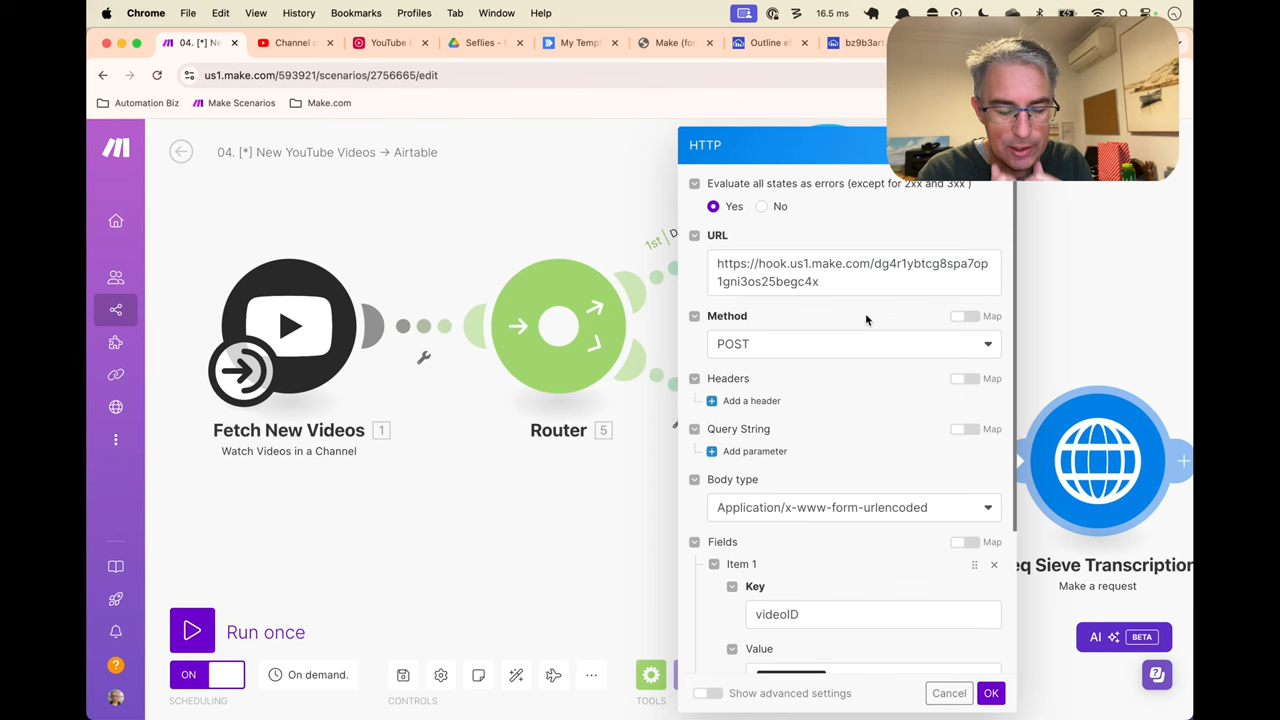 Chrome File Edit View History Bookmarks Profiles Tab Window Help 16.5 ms
04. [*] Ne Channel c YouTube Seflies - My Templ Make (for Outline ef bz9b3art
us1.make.com/593921/scenarios/2756665/edit
Automation Biz Make Scenarios Make.com
04. [*] New YouTube Videos → Airtable
HTTP
Evaluate all states as errors (except for 2xx and 3xx )
Yes No
URL
https://hook.us1.make.com/dg4r1ybtcg8spa7op
1gni3os25begc4x
Method Map
POST
Headers Map
Add a header
Query String Map
Add parameter
Body type
Application/x-www-form-urlencoded
Fields Map
Item 1
Key
videoID
Value
1st
Fetch New Videos 1
Watch Videos in a Channel
Router 5
eq Sieve Transcription
Make a request
Run once
AI BETA
ON On demand.
SCHEDULING CONTROLS TOOLS
Show advanced settings Cancel OK